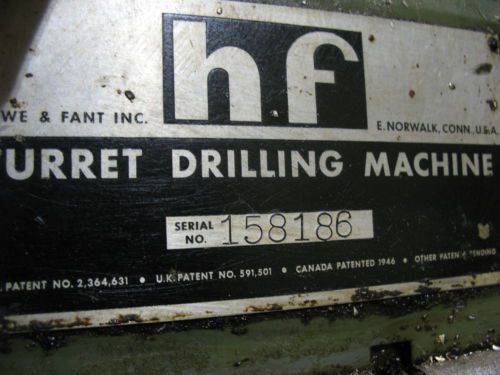 hf
WE & FANT INC.
E. NORWALK, CONN., U.S.A.
TURRET DRILLING MACHINE
SERIAL NO. 158186
. PATENT NO. 2,364,631 • U.K. PATENT NO. 591,501 • CANADA PATENTED 1946 • OTHER PATEN PENDING